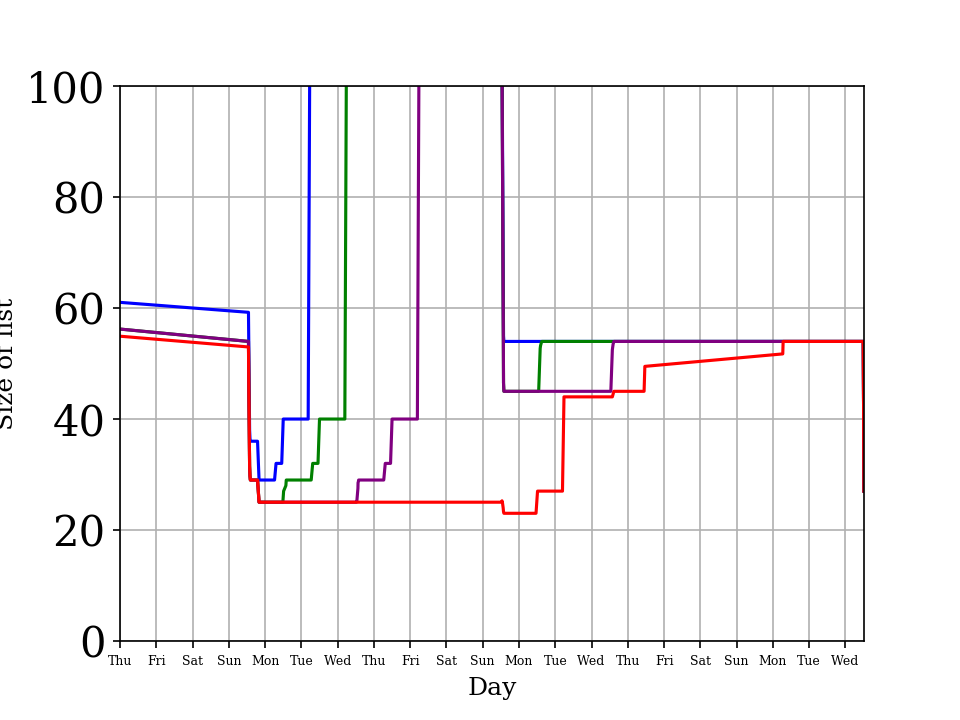 100
80
60
40
20
0
Size of list
Thu Fri Sat Sun Mon Tue Wed Thu Fri Sat Sun Mon Tue Wed Thu Fri Sat Sun Mon Tue Wed
Day